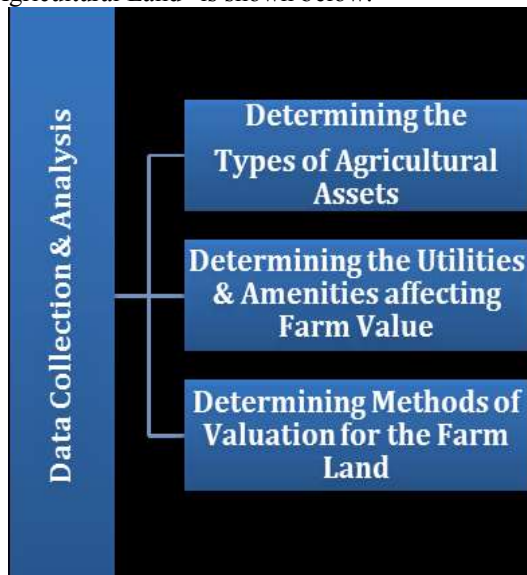 Agricultural Land" is shown below.
Data Collection & Analysis
Determining the
Types of Agricultural
Assets
Determining the Utilities
& Amenities affecting
Farm Value
Determining Methods of
Valuation for the Farm
Land